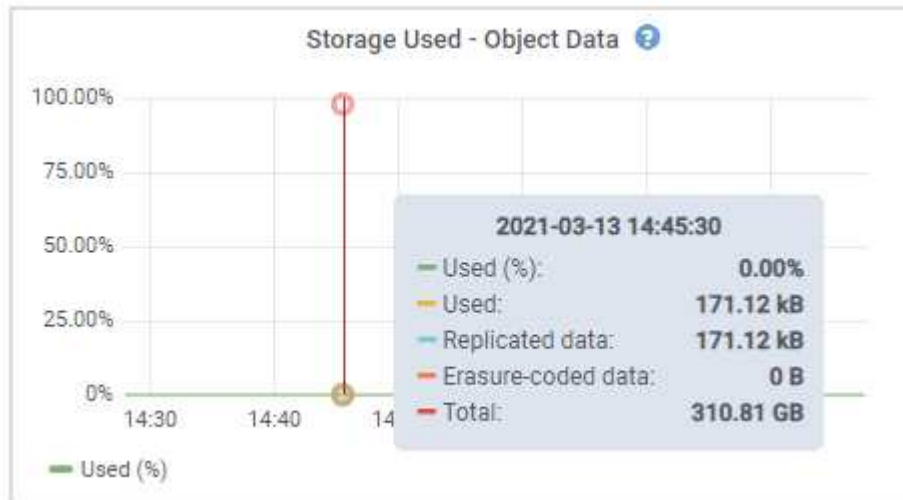 Storage Used - Object Data ?
100.00%
75.00%
50.00%
25.00%
0%
14:30 14:40
2021-03-13 14:45:30
Used (%): 0.00%
Used: 171.12 kB
Replicated data: 171.12 kB
Erasure-coded data: 0 B
Total: 310.81 GB
Used (%)